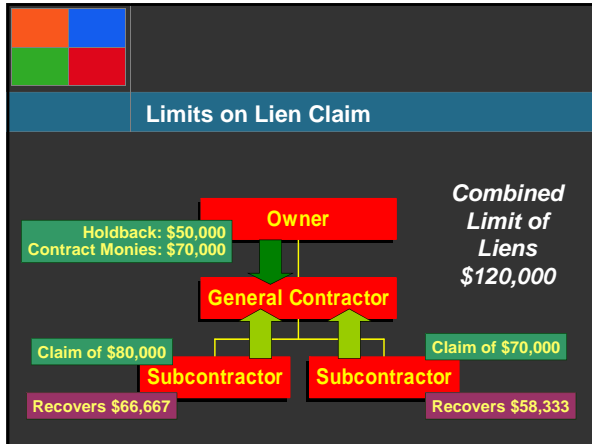 Limits on Lien Claim
Combined
Limit of
Liens
$120,000
Owner
Holdback: $50,000
Contract Monies: $70,000
General Contractor
Claim of $80,000
Claim of $70,000
Subcontractor
Subcontractor
Recovers $66,667
Recovers $58,333